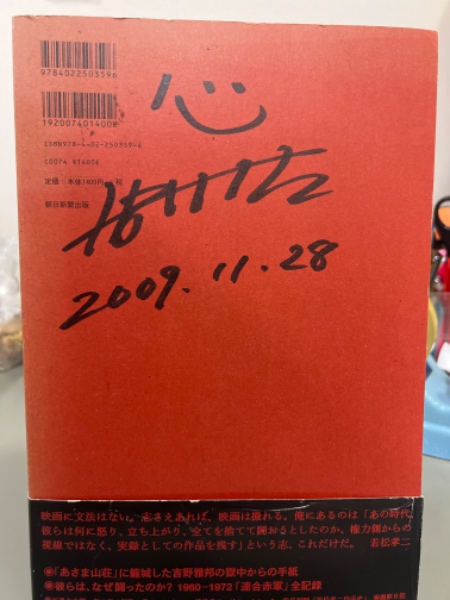 9784022503596
1920074014008
ISBN978-4-02-250359-6
C0074 ¥1400E
定価：本体1400円＋税
朝日新聞出版
心
2009.11.28
映画に文法はない。志さえあれば、映画は撮れる。俺にあるのは「あの時代、
彼らは何に怒り、立ち上がり、全てを捨てて闘おうとしたのか、権力側からの
視線ではなく、実録としての作品を残す」という志、これだけだ。 若松孝二
●「あさま山荘」に籠城した吉野雅邦の獄中からの手紙
●彼らは、なぜ闘ったのか？ 1960–1972「連合赤軍」全記録